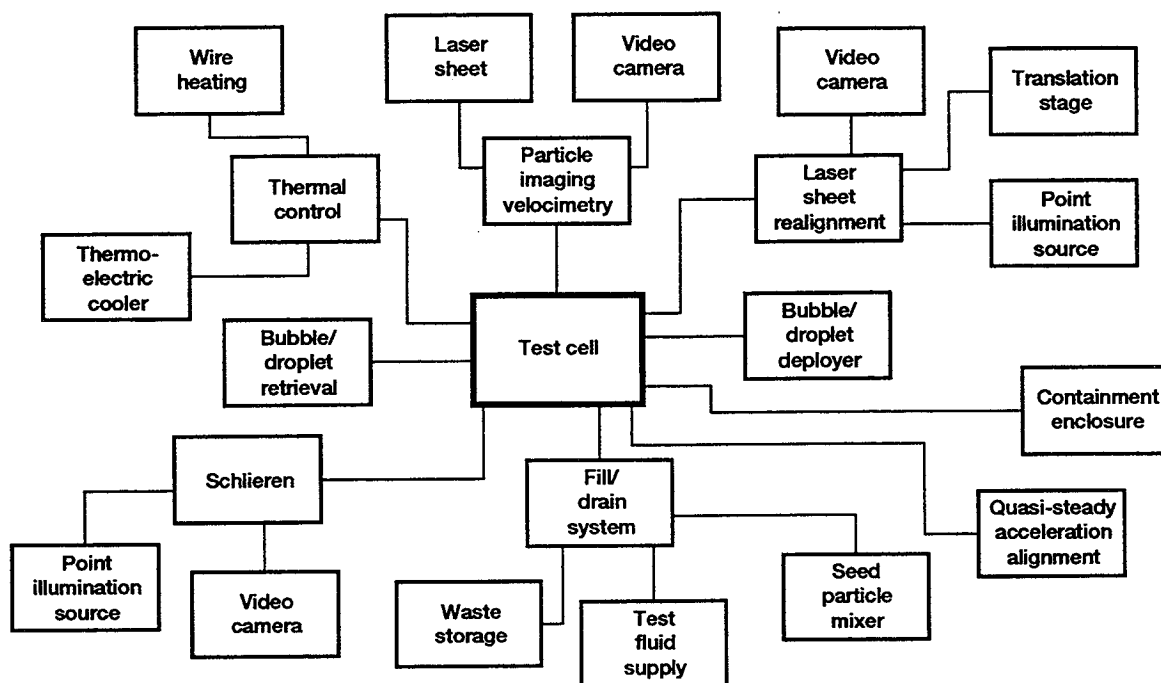 Wire
heating
Laser
sheet
Video
camera
Video
camera
Translation
stage
Thermal
control
Particle
imaging
velocimetry
Laser
sheet
realignment
Point
illumination
source
Thermo-
electric
cooler
Bubble/
droplet
retrieval
Test cell
Bubble/
droplet
deployer
Containment
enclosure
Schlieren
Fill/
drain
system
Quasi-steady
acceleration
alignment
Point
illumination
source
Video
camera
Waste
storage
Test
fluid
supply
Seed
particle
mixer